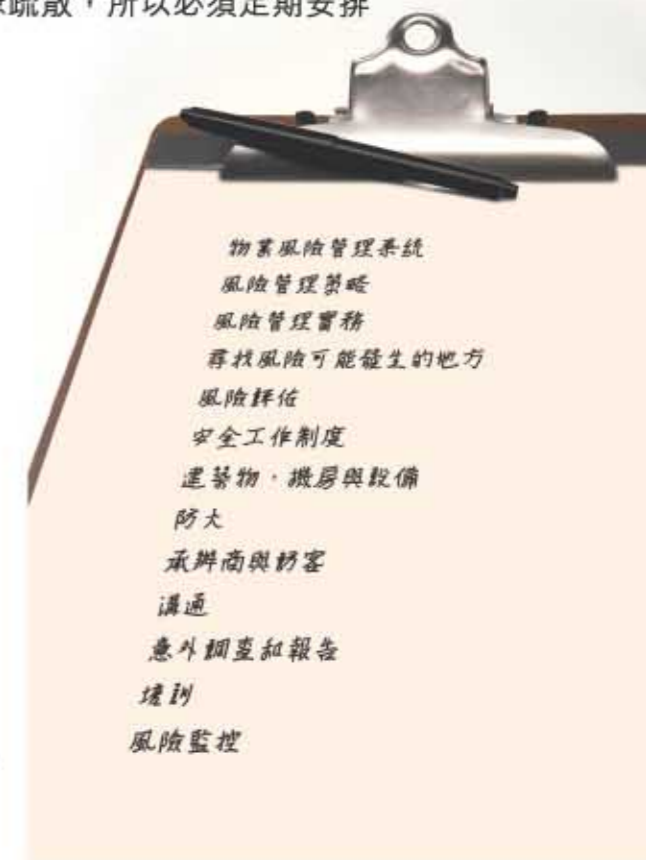 疏散，所以必須定期安排
物業風險管理系統
風險管理策略
風險管理實務
尋找風險可能發生的地方
風險評估
安全工作制度
建築物，機房與設備
防火
承辦商與訪客
溝通
意外調查和報告
培訓
風險監控